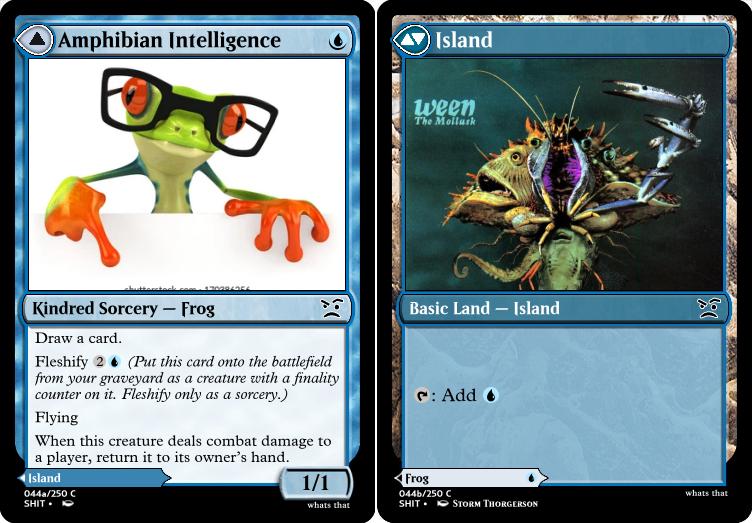 Amphibian Intelligence
shutterstock.com · 170386256
Kindred Sorcery — Frog
Draw a card.
Fleshify 2 (Put this card onto the battlefield
from your graveyard as a creature with a finality
counter on it. Fleshify only as a sorcery.)
Flying
When this creature deals combat damage to
a player, return it to its owner's hand.
Island
1/1
044a/250 C
SHIT •
whats that
Island
ween
The Mollusk
Basic Land — Island
: Add
Frog
044b/250 C
SHIT • Storm Thorgerson
whats that